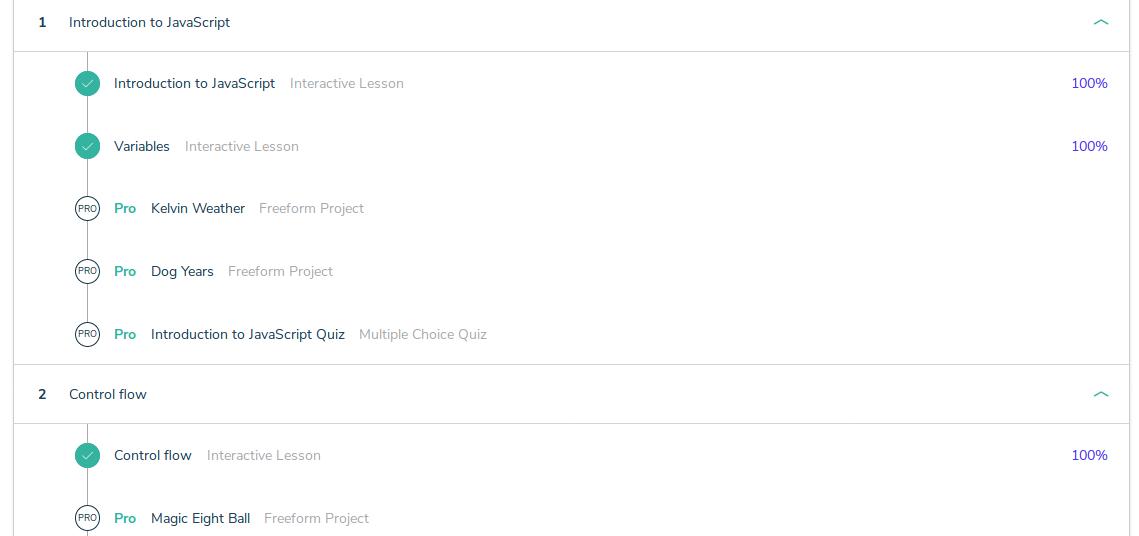 1 Introduction to JavaScript
Introduction to JavaScript Interactive Lesson 100%
Variables Interactive Lesson 100%
PRO Pro Kelvin Weather Freeform Project
PRO Pro Dog Years Freeform Project
PRO Pro Introduction to JavaScript Quiz Multiple Choice Quiz
2 Control flow
Control flow Interactive Lesson 100%
PRO Pro Magic Eight Ball Freeform Project